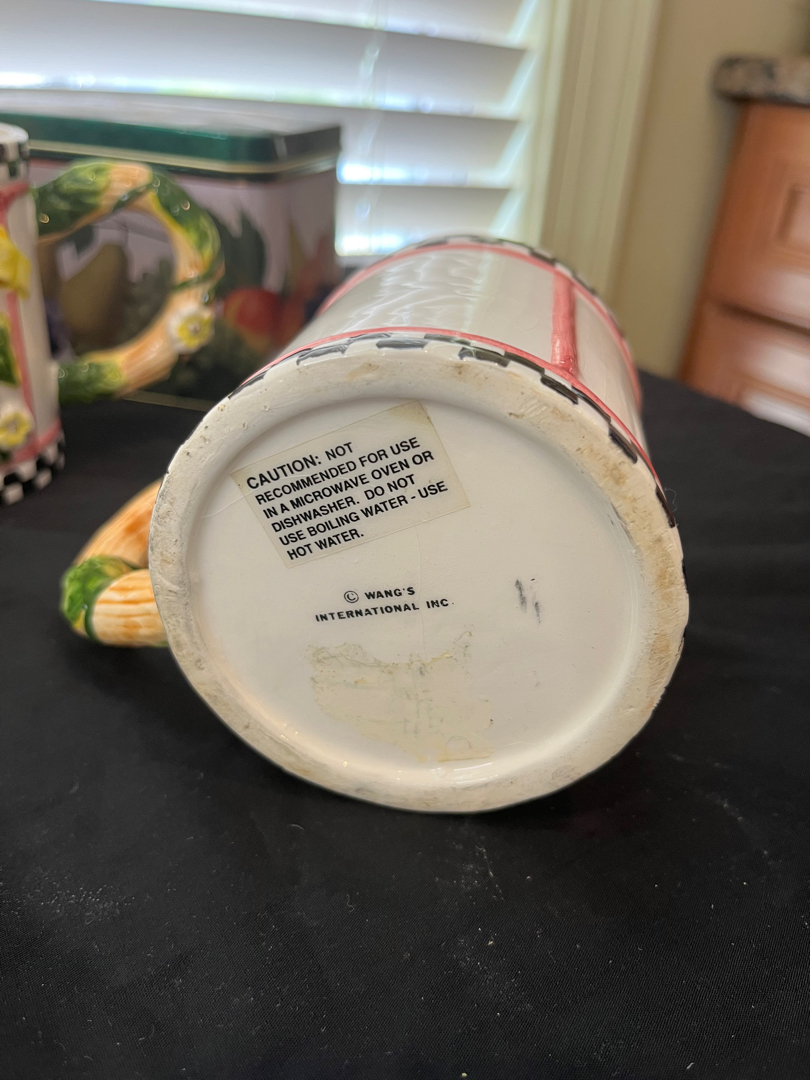 CAUTION: NOT
RECOMMENDED FOR USE
IN A MICROWAVE OVEN OR
DISHWASHER. DO NOT
USE BOILING WATER - USE
HOT WATER.
© WANG'S
INTERNATIONAL INC.